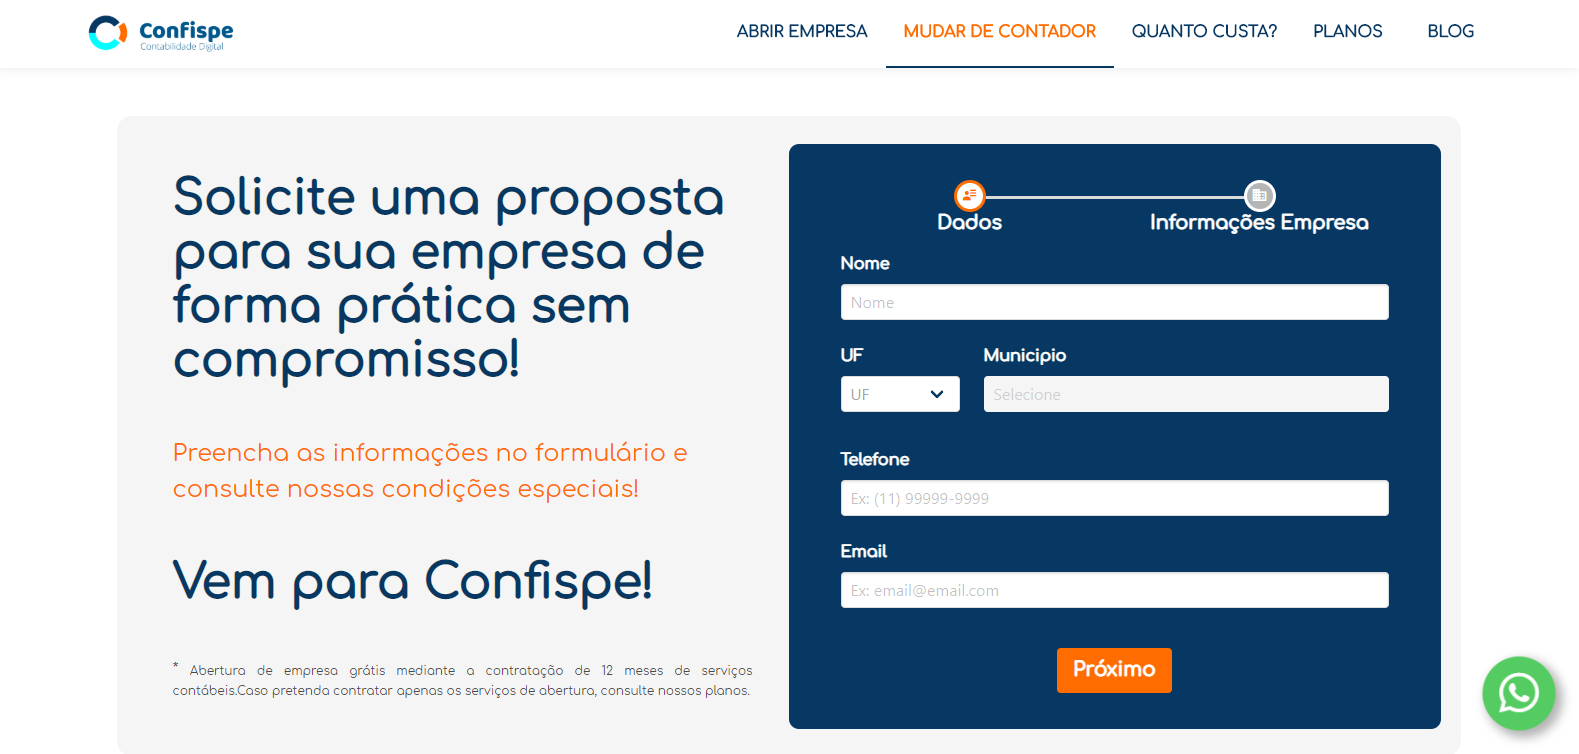 Confispe
Contabilidade Digital
ABRIR EMPRESA
MUDAR DE CONTADOR
QUANTO CUSTA?
PLANOS
BLOG
Solicite uma proposta
para sua empresa de
forma prática sem
compromisso!
Preencha as informações no formulário e
consulte nossas condições especiais!
Vem para Confispe!
* Abertura de empresa grátis mediante a contratação de 12 meses de serviços
contábeis.Caso pretenda contratar apenas os serviços de abertura, consulte nossos planos.
Dados
Informações Empresa
Nome
Nome
UF
Municipio
UF
Selecione
Telefone
Ex: (11) 99999-9999
Email
Ex: email@email.com
Próximo